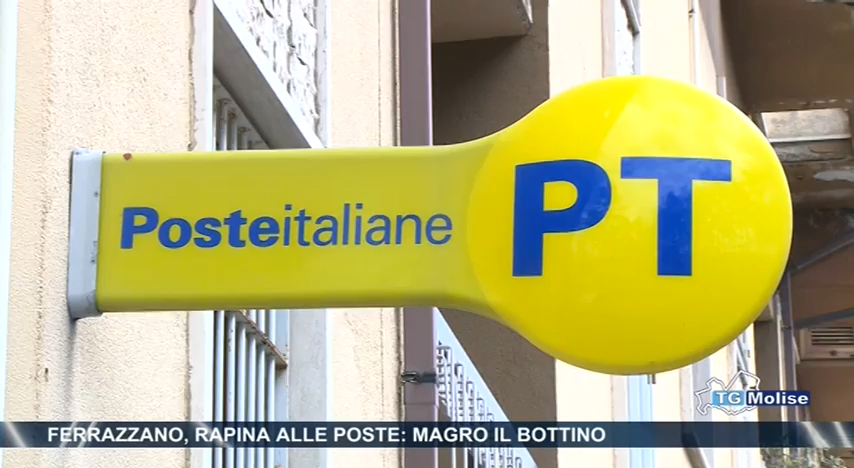 Posteitaliane
PT
TG Molise
FERRAZZANO, RAPINA ALLE POSTE: MAGRO IL BOTTINO